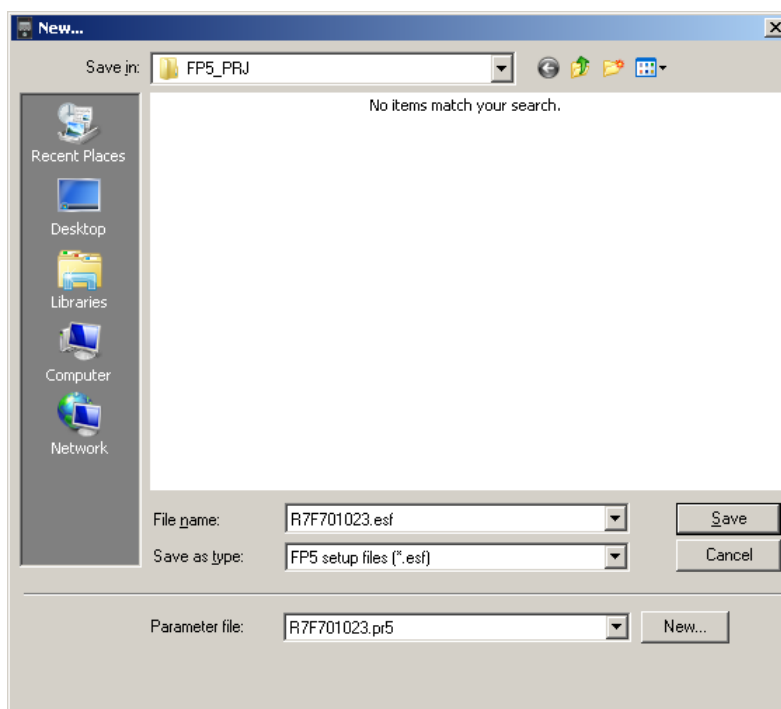 New...
Save in: FP5_PRJ
No items match your search.
Recent Places
Desktop
Libraries
Computer
Network
File name: R7F701023.esf Save
Save as type: FP5 setup files (*.esf) Cancel
Parameter file: R7F701023.pr5 New...